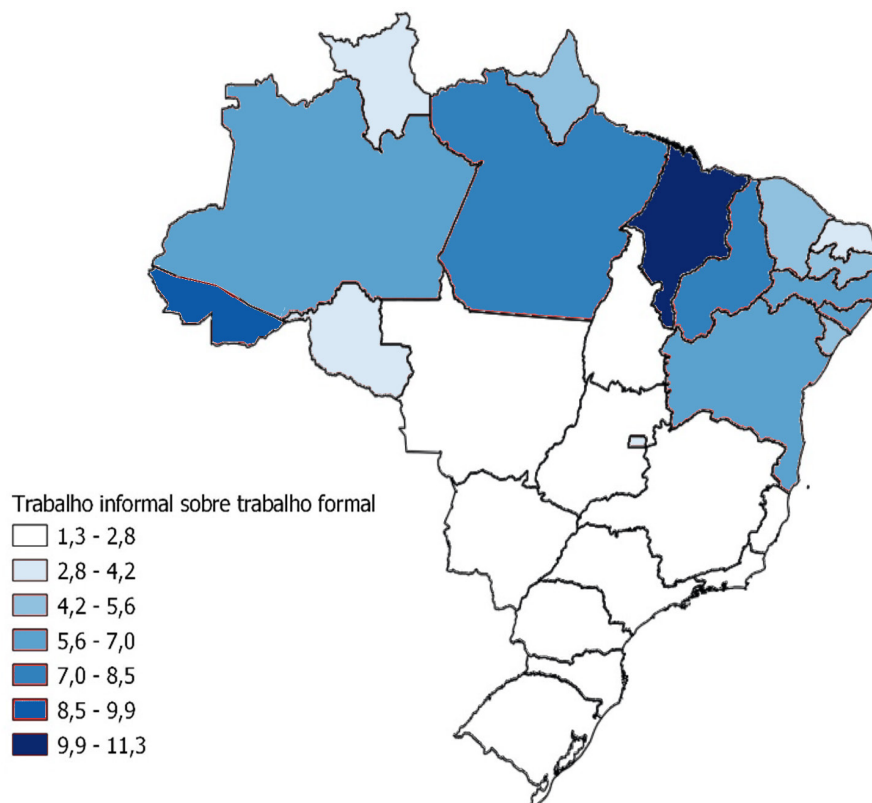 Trabalho informal sobre trabalho formal
1,3 - 2,8
2,8 - 4,2
4,2 - 5,6
5,6 - 7,0
7,0 - 8,5
8,5 - 9,9
9,9 - 11,3